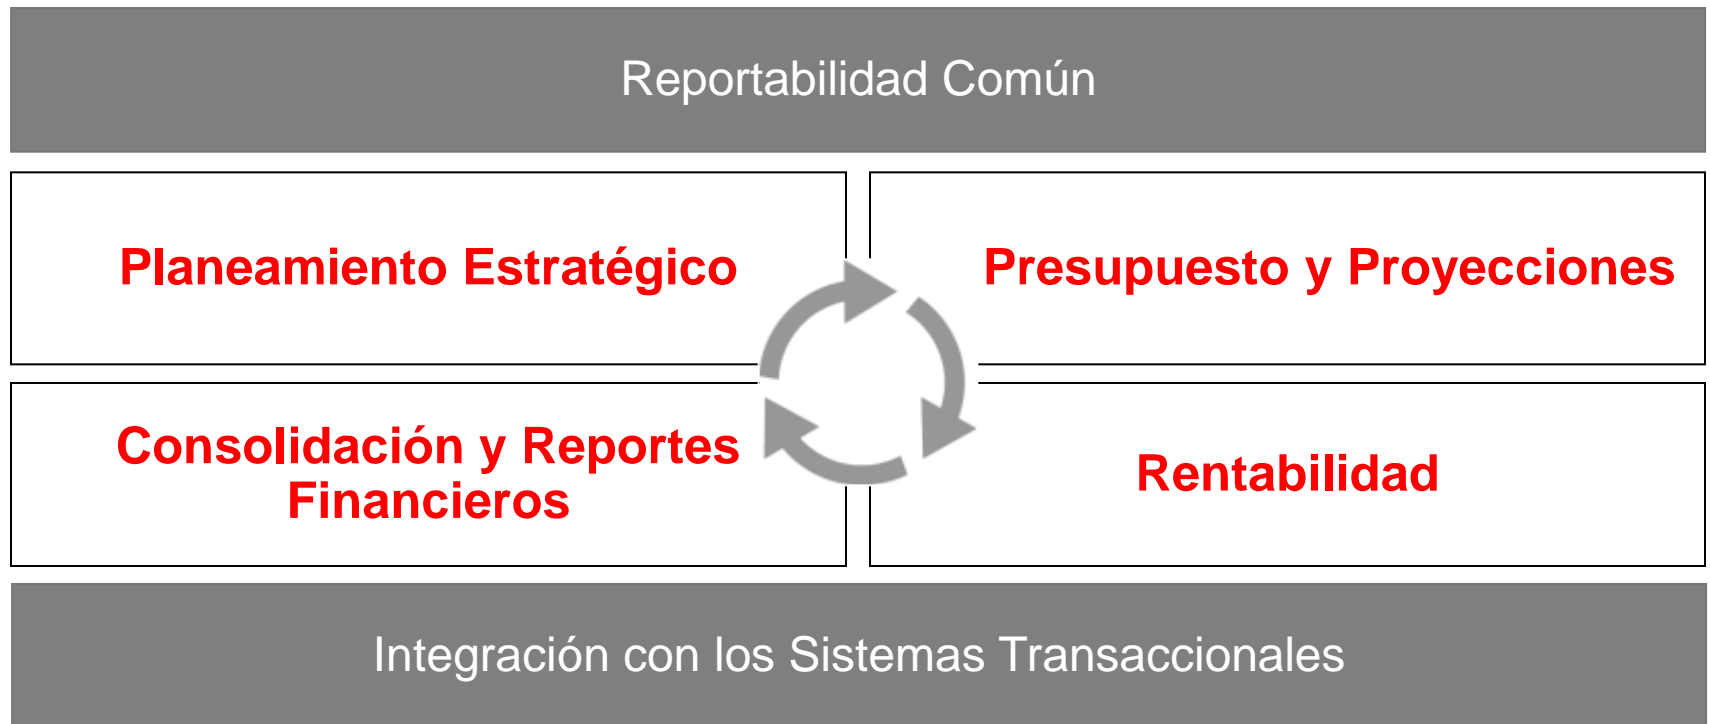 Reportabilidad Común
Planeamiento Estratégico
Presupuesto y Proyecciones
Consolidación y Reportes
Financieros
Rentabilidad
Integración con los Sistemas Transaccionales